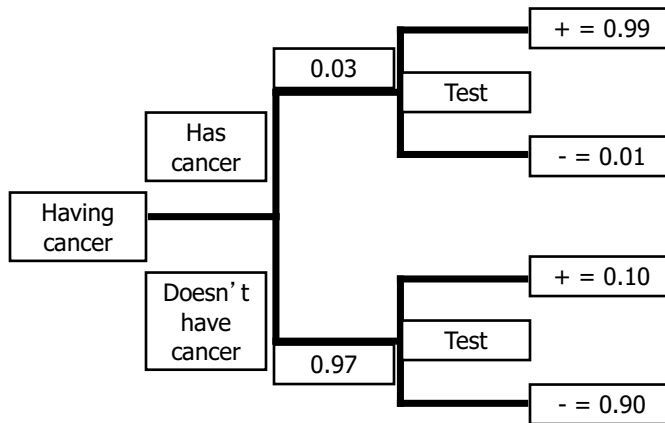 + = 0.99
0.03
Test
Has
cancer
- = 0.01
Having
cancer
+ = 0.10
Doesn't
have
cancer
Test
0.97
- = 0.90